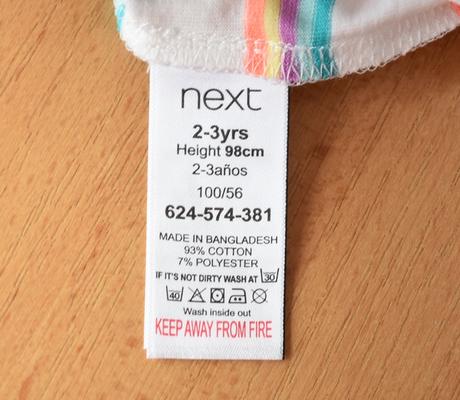 next
2-3yrs
Height 98cm
2-3años
100/56
624-574-381
MADE IN BANGLADESH
93% COTTON
7% POLYESTER
IF IT'S NOT DIRTY WASH AT 30
40
Wash inside out
KEEP AWAY FROM FIRE